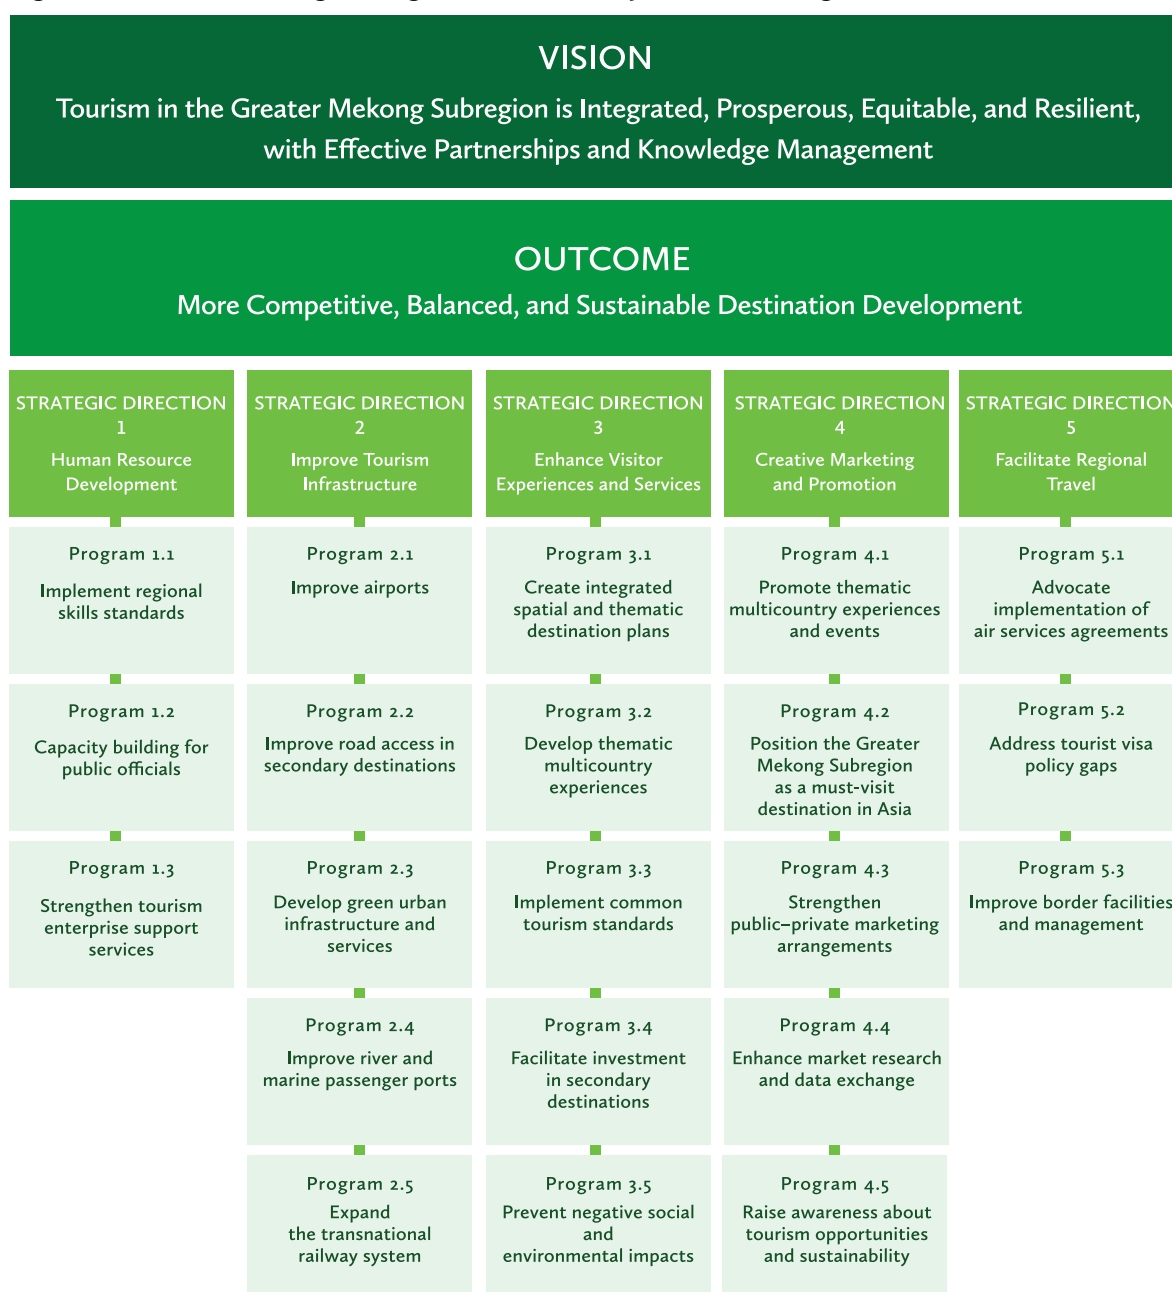 VISION
Tourism in the Greater Mekong Subregion is Integrated, Prosperous, Equitable, and Resilient,
with Effective Partnerships and Knowledge Management
OUTCOME
More Competitive, Balanced, and Sustainable Destination Development
STRATEGIC DIRECTION
1
Human Resource
Development
Program 1.1
Implement regional
skills standards
Program 1.2
Capacity building for
public officials
Program 1.3
Strengthen tourism
enterprise support
services
STRATEGIC DIRECTION
2
Improve Tourism
Infrastructure
Program 2.1
Improve airports
Program 2.2
Improve road access in
secondary destinations
Program 2.3
Develop green urban
infrastructure and
services
Program 2.4
Improve river and
marine passenger ports
Program 2.5
Expand
the transnational
railway system
STRATEGIC DIRECTION
3
Enhance Visitor
Experiences and Services
Program 3.1
Create integrated
spatial and thematic
destination plans
Program 3.2
Develop thematic
multicountry
experiences
Program 3.3
Implement common
tourism standards
Program 3.4
Facilitate investment
in secondary
destinations
Program 3.5
Prevent negative social
and
environmental impacts
STRATEGIC DIRECTION
4
Creative Marketing
and Promotion
Program 4.1
Promote thematic
multicountry experiences
and events
Program 4.2
Position the Greater
Mekong Subregion
as a must-visit
destination in Asia
Program 4.3
Strengthen
public–private marketing
arrangements
Program 4.4
Enhance market research
and data exchange
Program 4.5
Raise awareness about
tourism opportunities
and sustainability
STRATEGIC DIRECTION
5
Facilitate Regional
Travel
Program 5.1
Advocate
implementation of
air services agreements
Program 5.2
Address tourist visa
policy gaps
Program 5.3
Improve border facilities
and management